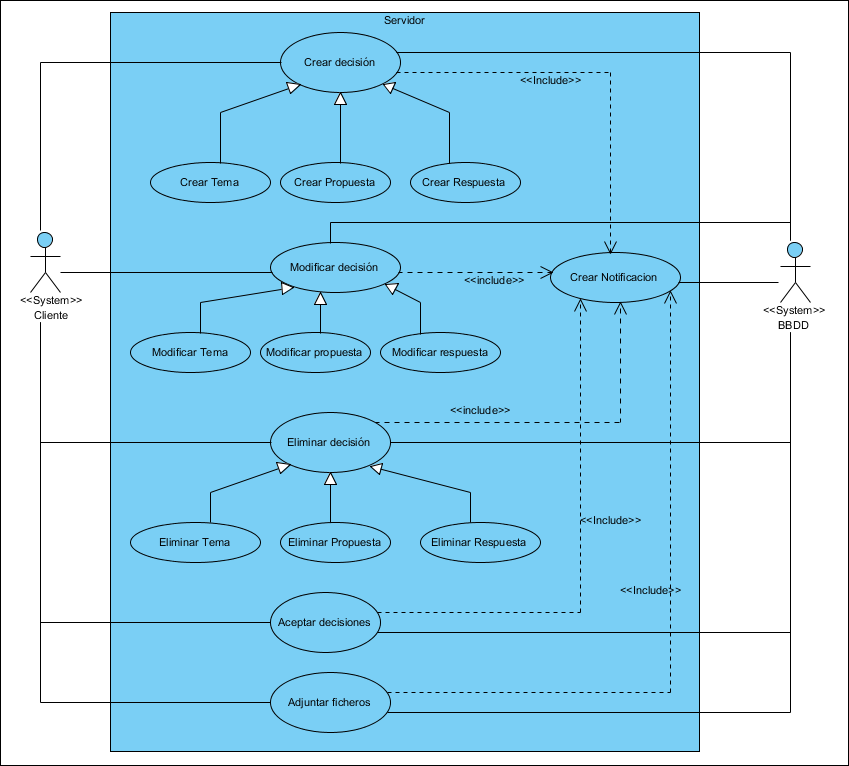 Servidor
Crear decisión
<<Include>>
Crear Tema
Crear Propuesta
Crear Respuesta
Modificar decisión
<<include>>
Crear Notificacion
<<System>>
Cliente
<<System>>
BBDD
Modificar Tema
Modificar propuesta
Modificar respuesta
<<include>>
Eliminar decisión
<<Include>>
Eliminar Tema
Eliminar Propuesta
Eliminar Respuesta
<<Include>>
Aceptar decisiones
Adjuntar ficheros